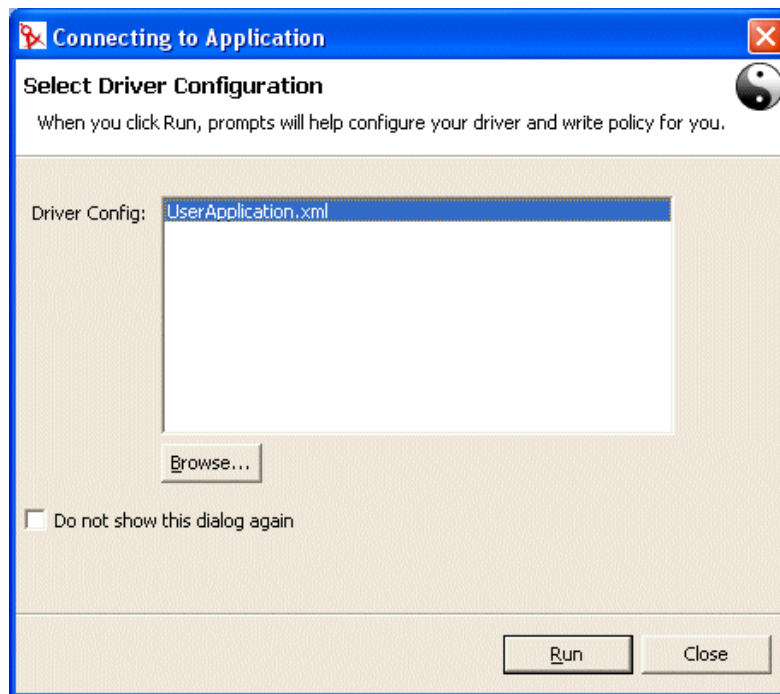 Connecting to Application
Select Driver Configuration
When you click Run, prompts will help configure your driver and write policy for you.
Driver Config:
UserApplication.xml
Browse...
Do not show this dialog again
Run
Close